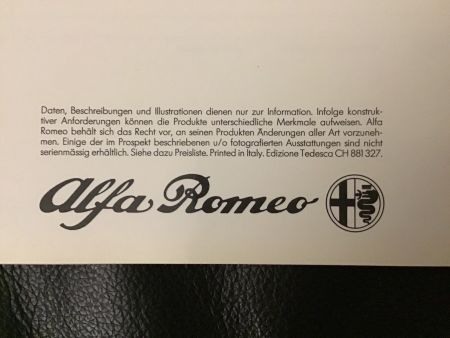 Daten, Beschreibungen und Illustrationen dienen nur zur Information. Infolge konstruk-
tiver Anforderungen können die Produkte unterschiedliche Merkmale aufweisen. Alfa
Romeo behält sich das Recht vor, an seinen Produkten Änderungen aller Art vorzuneh-
men. Einige der im Prospekt beschriebenen u/o fotografierten Ausstattungen sind nicht
serienmässig erhältlich. Siehe dazu Preisliste. Printed in Italy. Edizione Tedesca CH 881 327.
Alfa Romeo